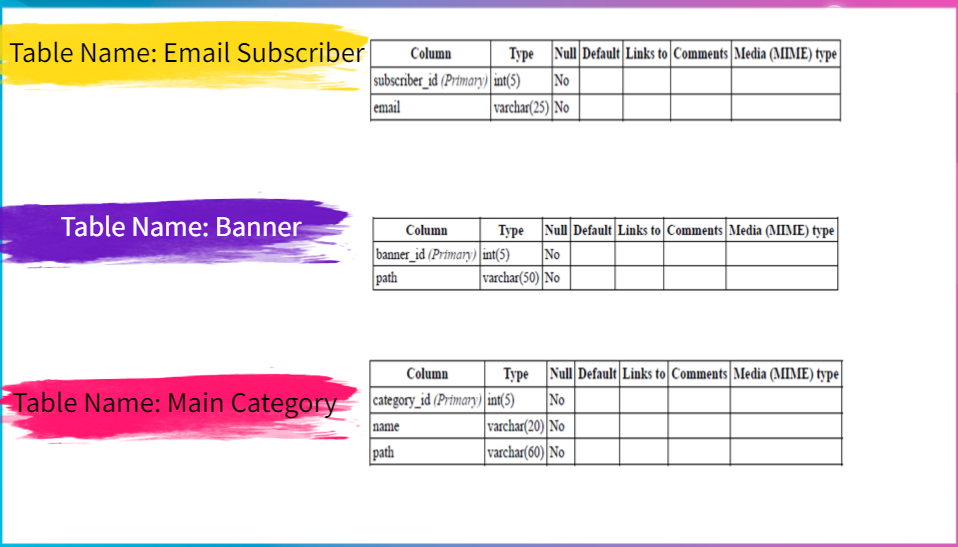 Table Name: Email Subscriber
Column Type Null Default Links to Comments Media (MIME) type
subscriber_id (Primary) int(5) No
email varchar(25) No
Table Name: Banner
Column Type Null Default Links to Comments Media (MIME) type
banner_id (Primary) int(5) No
path varchar(50) No
Table Name: Main Category
Column Type Null Default Links to Comments Media (MIME) type
category_id (Primary) int(5) No
name varchar(20) No
path varchar(60) No